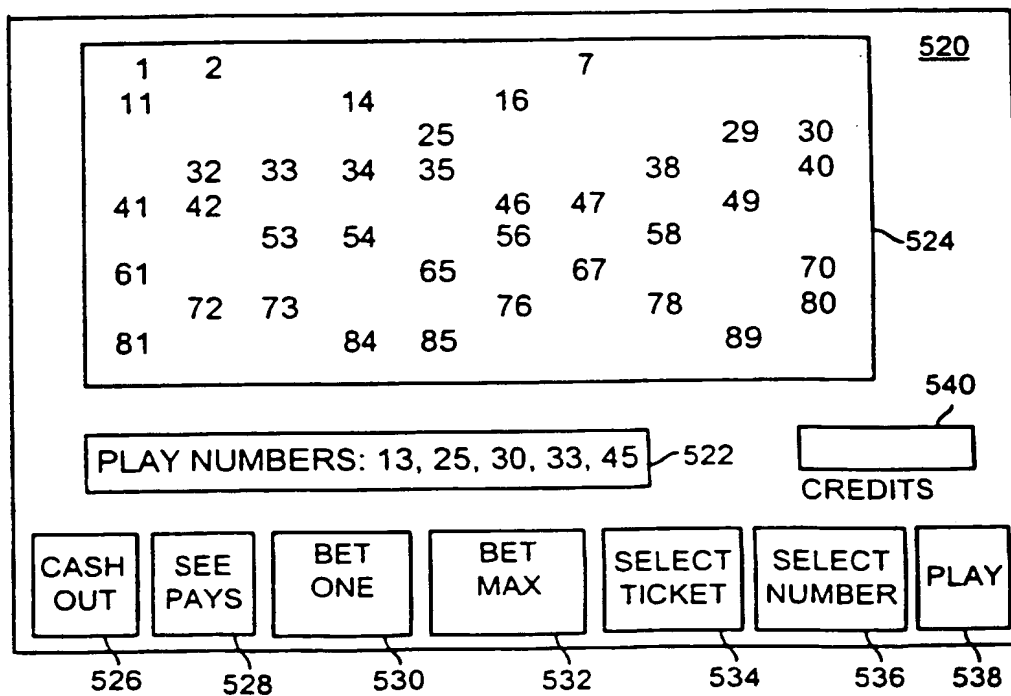 520
1 2 7
11 14 16
25 29 30
32 33 34 35 38 40
41 42 46 47 49
53 54 56 58
524
61 65 67 70
72 73 76 78 80
81 84 85 89
540
PLAY NUMBERS: 13, 25, 30, 33, 45
522
CREDITS
CASH OUT
SEE PAYS
BET ONE
BET MAX
SELECT TICKET
SELECT NUMBER
PLAY
526 528 530 532 534 536 538